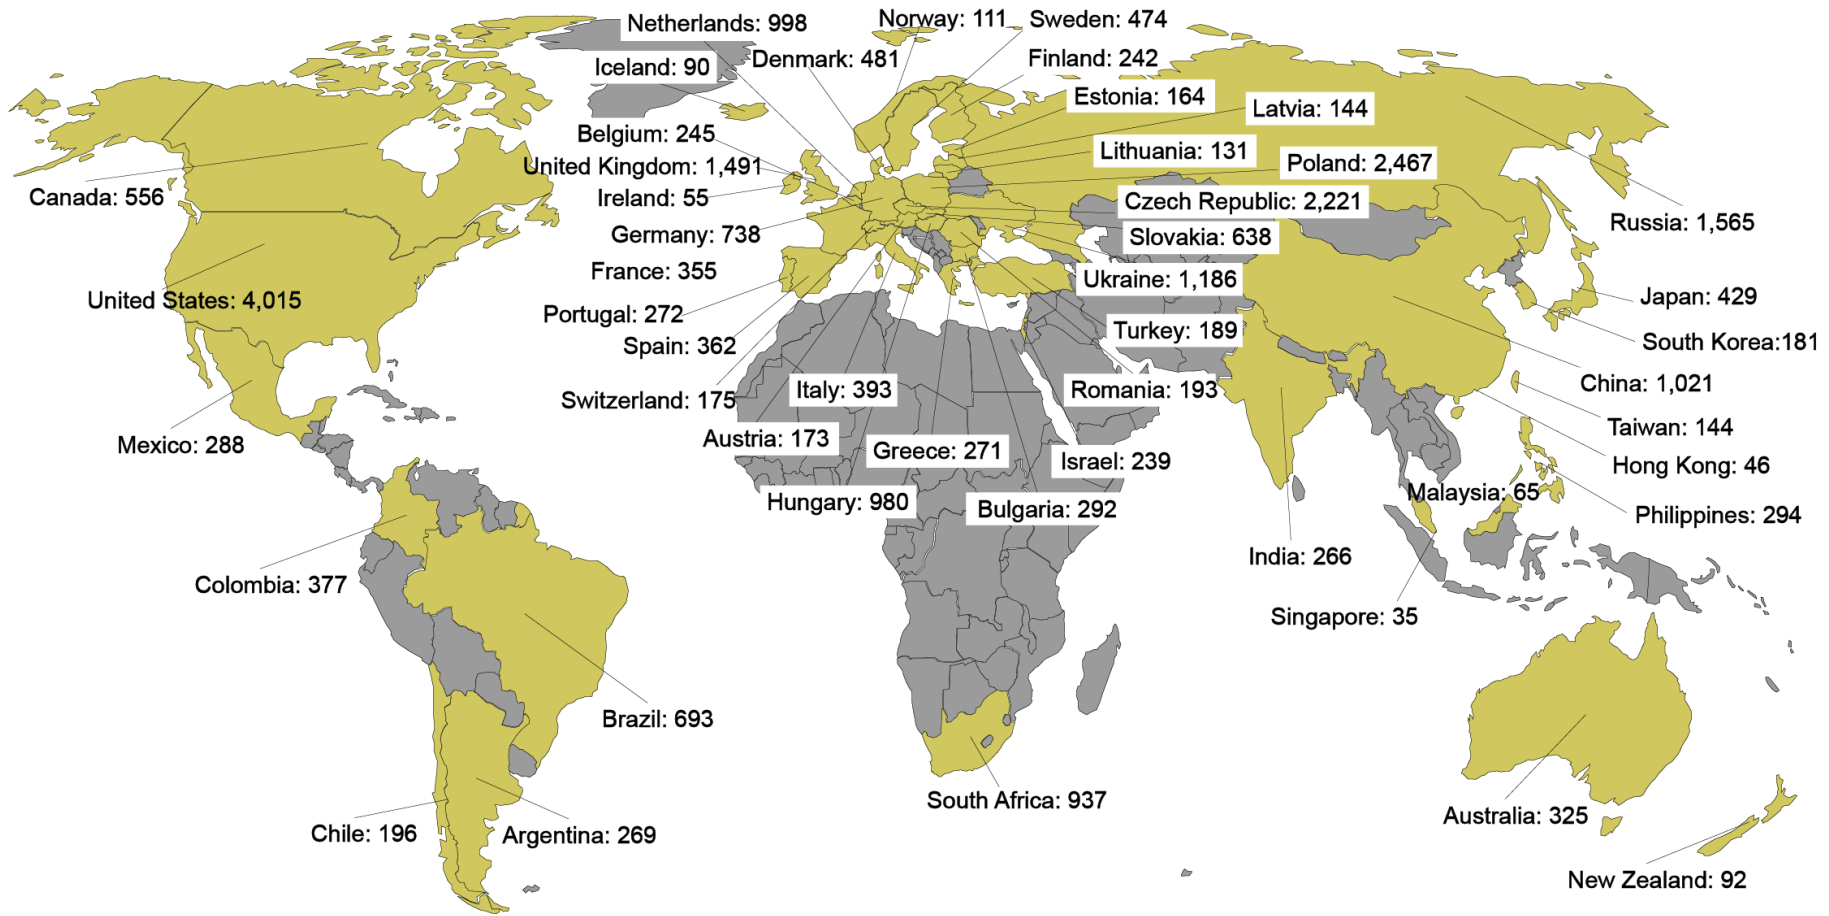 Netherlands: 998
Norway: 111
Sweden: 474
Denmark: 481
Finland: 242
Iceland: 90
Estonia: 164
Latvia: 144
Belgium: 245
Lithuania: 131
United Kingdom: 1,491
Poland: 2,467
Canada: 556
Ireland: 55
Czech Republic: 2,221
Russia: 1,565
Germany: 738
Slovakia: 638
France: 355
Ukraine: 1,186
United States: 4,015
Japan: 429
Portugal: 272
Turkey: 189
Spain: 362
South Korea:181
Italy: 393
Romania: 193
China: 1,021
Switzerland: 175
Taiwan: 144
Mexico: 288
Austria: 173
Greece: 271
Israel: 239
Hong Kong: 46
Malaysia: 65
Hungary: 980
Bulgaria: 292
Philippines: 294
India: 266
Colombia: 377
Singapore: 35
Brazil: 693
South Africa: 937
Australia: 325
Chile: 196
Argentina: 269
New Zealand: 92